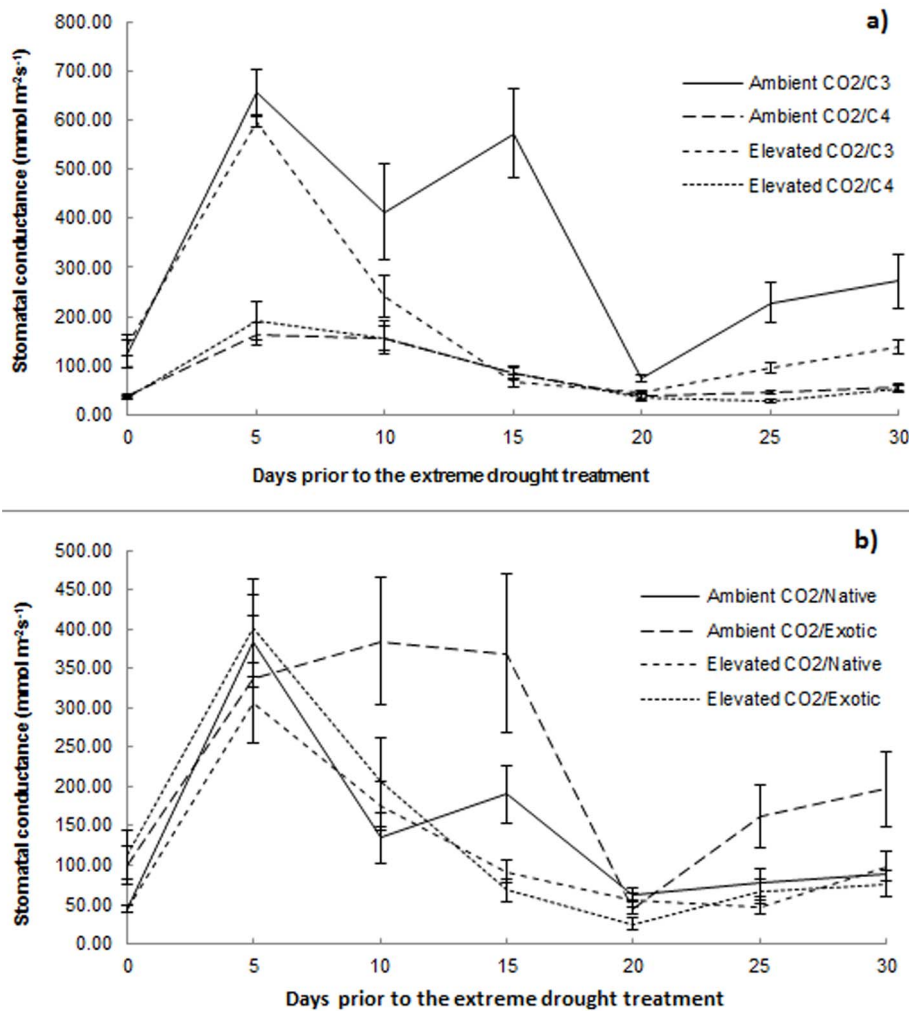 a)
800.00
700.00
600.00
500.00
400.00
300.00
200.00
100.00
0.00
Stomatal conductance (mmol m⁻²s⁻¹)
Ambient CO2/C3
Ambient CO2/C4
Elevated CO2/C3
Elevated CO2/C4
0 5 10 15 20 25 30
Days prior to the extreme drought treatment
b)
500.00
450.00
400.00
350.00
300.00
250.00
200.00
150.00
100.00
50.00
0.00
Stomatal conductance (mmol m⁻²s⁻¹)
Ambient CO2/Native
Ambient CO2/Exotic
Elevated CO2/Native
Elevated CO2/Exotic
0 5 10 15 20 25 30
Days prior to the extreme drought treatment